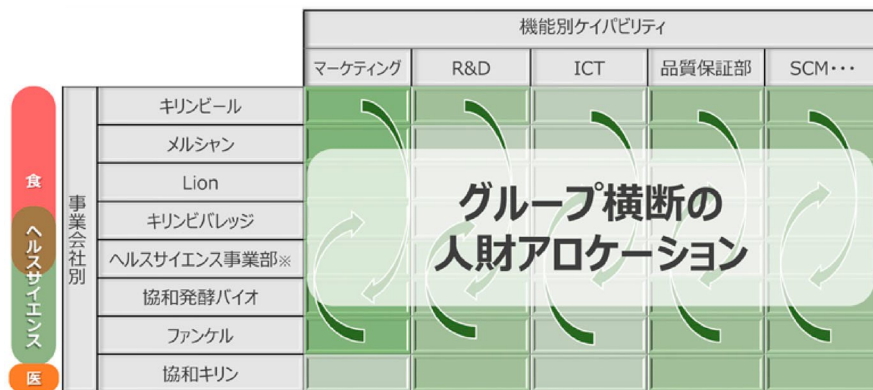 機能別ケイパビリティ
マーケティング R&D ICT 品質保証部 SCM・・・
食
ヘルスサイエンス
医
事業会社別
キリンビール
メルシャン
Lion
キリンビバレッジ
ヘルスサイエンス事業部※
協和発酵バイオ
ファンケル
協和キリン
グループ横断の
人財アロケーション